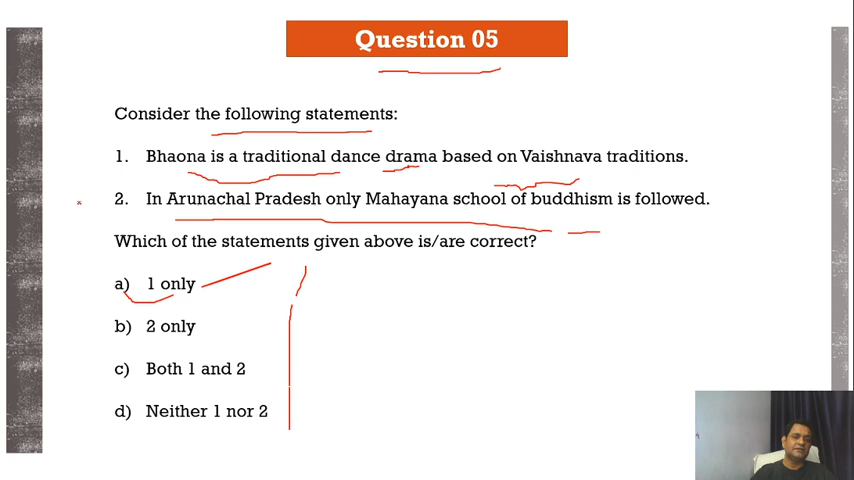 Question 05
Consider the following statements:
1. Bhaona is a traditional dance drama based on Vaishnava traditions.
2. In Arunachal Pradesh only Mahayana school of buddhism is followed.
Which of the statements given above is/are correct?
a) 1 only
b) 2 only
c) Both 1 and 2
d) Neither 1 nor 2